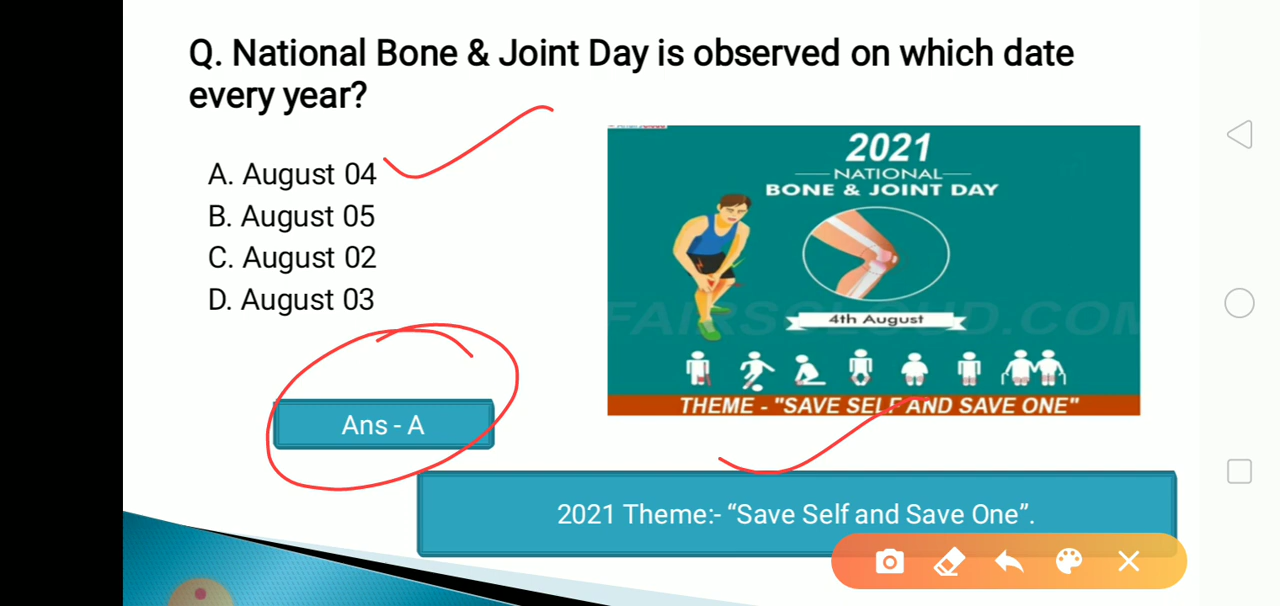 Q. National Bone & Joint Day is observed on which date
every year?
A. August 04
B. August 05
C. August 02
D. August 03
Ans - A
2021
NATIONAL
BONE & JOINT DAY
4th August
THEME - "SAVE SELF AND SAVE ONE"
2021 Theme:- “Save Self and Save One”.